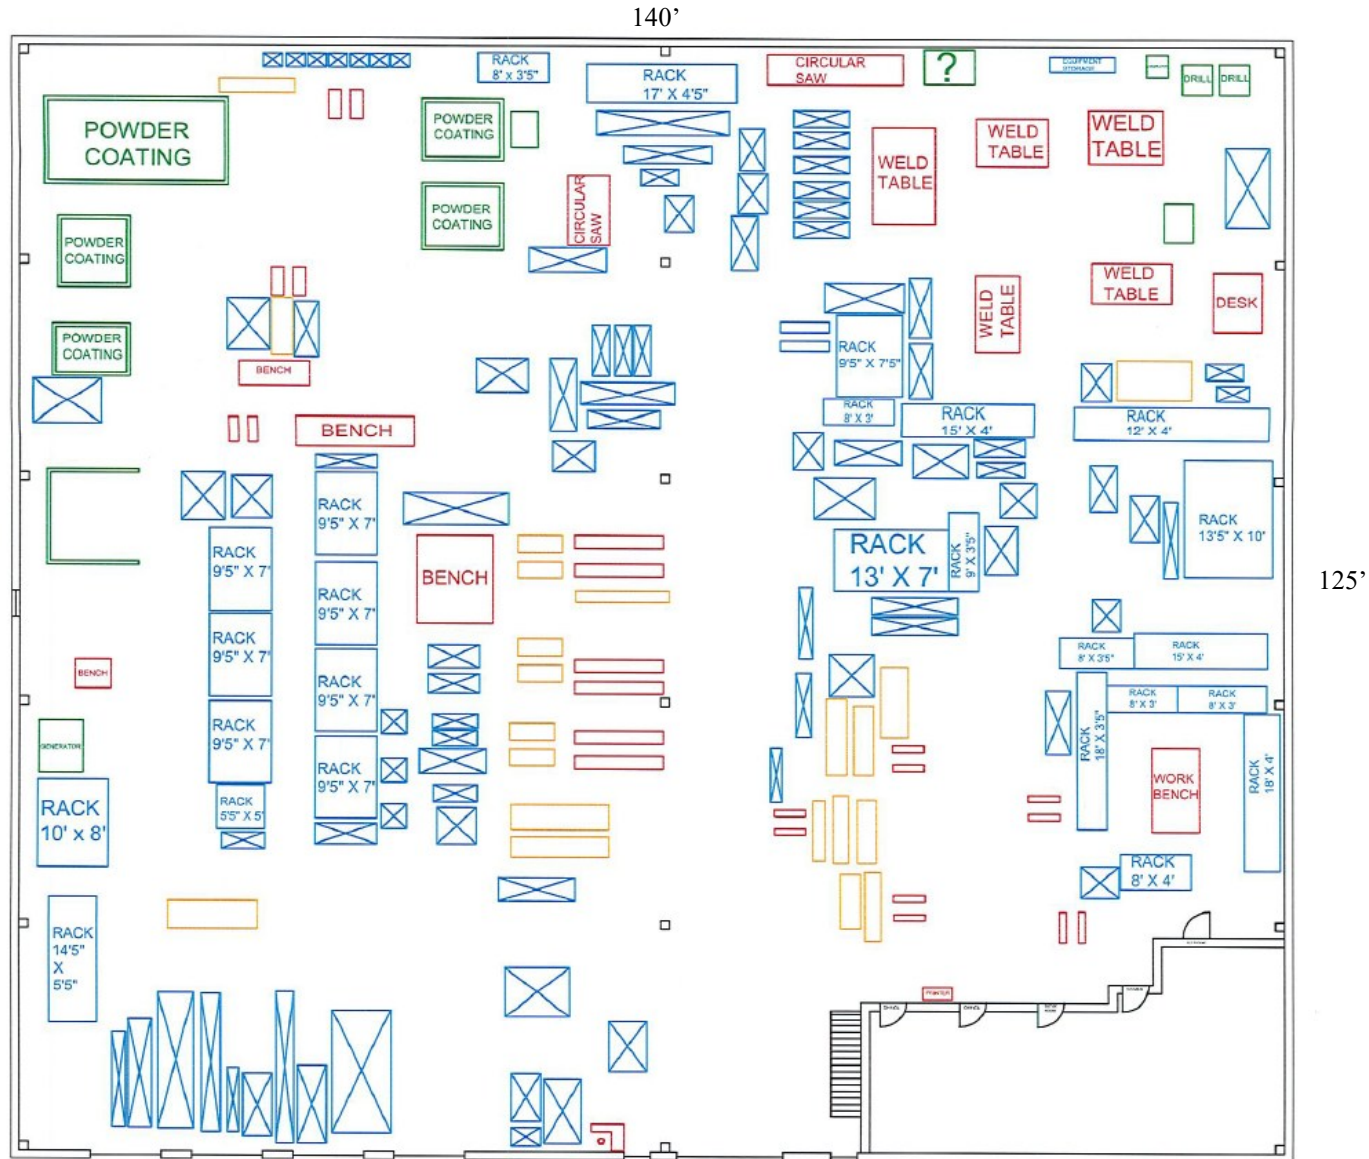 140’
RACK
8' x 3'5"
RACK
17' X 4'5"
CIRCULAR
SAW
?
EQUIPMENT
STORAGE
DRILL
DRILL
POWDER
COATING
POWDER
COATING
WELD
TABLE
WELD
TABLE
WELD
TABLE
CIRCULAR
SAW
POWDER
COATING
POWDER
COATING
WELD
TABLE
WELD
TABLE
DESK
POWDER
COATING
RACK
9'5" X 7'5"
BENCH
RACK
8' X 3'
RACK
15' X 4'
RACK
12' X 4'
BENCH
RACK
9'5" X 7'
RACK
13'5" X 10'
RACK
9'5" X 7'
RACK
13' X 7'
RACK
9' X 3'5"
BENCH
125’
RACK
9'5" X 7'
RACK
9'5" X 7'
RACK
8' X 3'5"
RACK
15' X 4'
BENCH
RACK
9'5" X 7'
RACK
8' X 3'
RACK
8' X 3'
RACK
9'5" X 7'
RACK
18' X 3'5"
GENERATOR
RACK
9'5" X 7'
WORK
BENCH
RACK
18' X 4'
RACK
10' x 8'
RACK
5'5" X 5'
RACK
8' X 4'
RACK
14'5"
X
5'5"
PRINTER
OFFICE
OFFICE